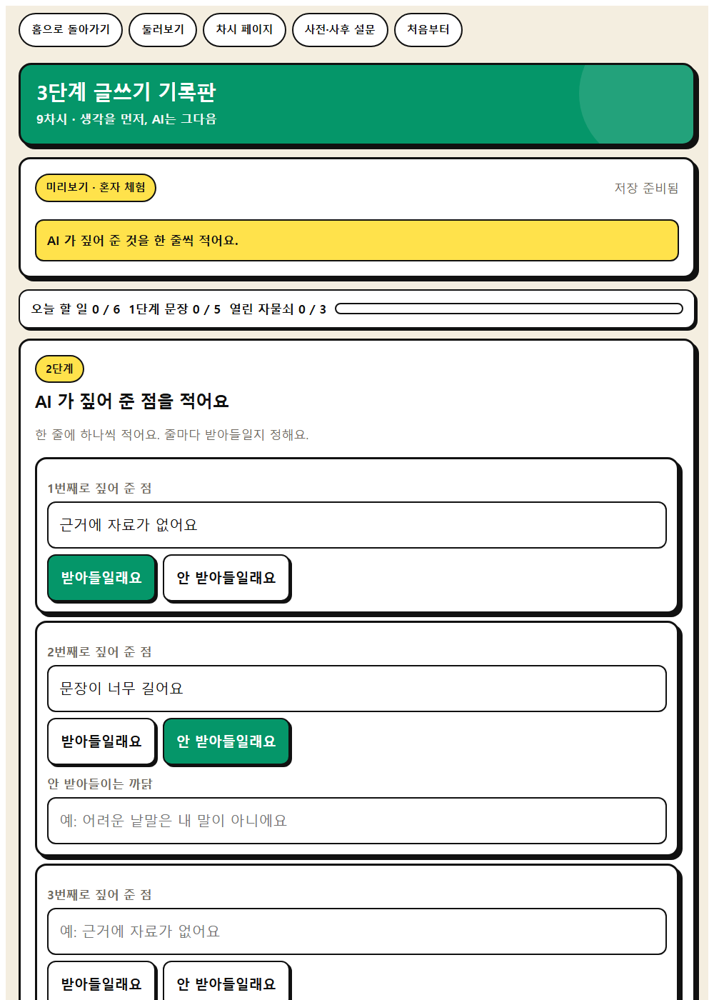 홈으로 돌아가기 둘러보기 차시 페이지 사전·사후 설문 처음부터
3단계 글쓰기 기록판
9차시 · 생각을 먼저, AI는 그다음
미리보기 · 혼자 체험 저장 준비됨
AI 가 짚어 준 것을 한 줄씩 적어요.
오늘 할 일 0 / 6 1단계 문장 0 / 5 열린 자물쇠 0 / 3
2단계
AI 가 짚어 준 점을 적어요
한 줄에 하나씩 적어요. 줄마다 받아들일지 정해요.
1번째로 짚어 준 점
근거에 자료가 없어요
받아들일래요 안 받아들일래요
2번째로 짚어 준 점
문장이 너무 길어요
받아들일래요 안 받아들일래요
안 받아들이는 까닭
예: 어려운 낱말은 내 말이 아니에요
3번째로 짚어 준 점
예: 근거에 자료가 없어요
받아들일래요 안 받아들일래요